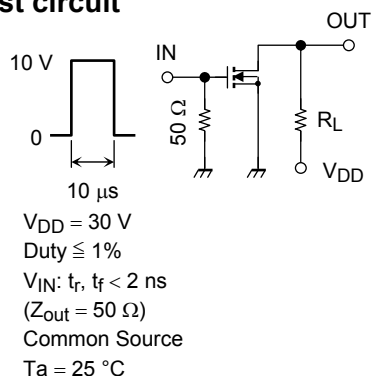 st circuit
OUT
IN
10 V
0
50 Ω
RL
VDD
10 μs
VDD = 30 V
Duty ≦ 1%
VIN: tr, tf < 2 ns
(Zout = 50 Ω)
Common Source
Ta = 25 °C